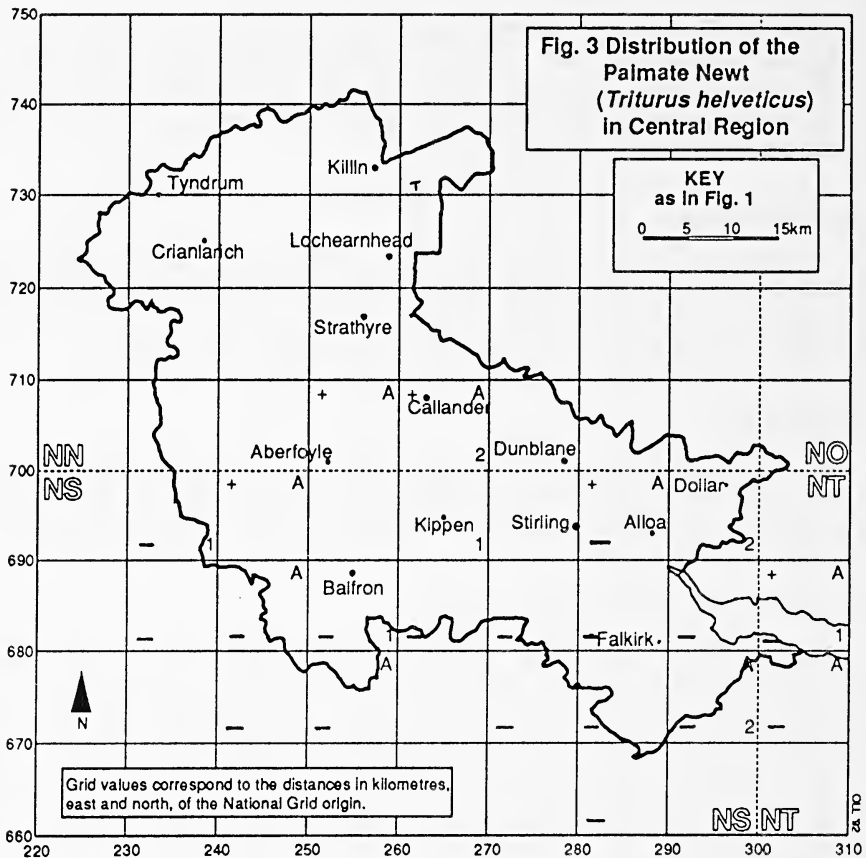 750
740
730
720
710
700
690
680
670
660
220
230
240
250
260
270
280
290
300
310
Fig. 3 Distribution of the
Palmate Newt
(Triturus helveticus)
in Central Region
KEY
as in Fig. 1
0 5 10 15km
Killin
T
Tyndrum
Lochearnhead
Crianlarich
Strathyre
+ A + A
Callander
Aberfoyle 2 Dunblane
NN NO
NS NT
+ A + A Dollar
Kippen Stirling Alloa
1 1 2
A + A
Balfron
1 Falkirk 1
A A A
N
2
Grid values correspond to the distances in kilometres,
east and north, of the National Grid origin.
NS NT